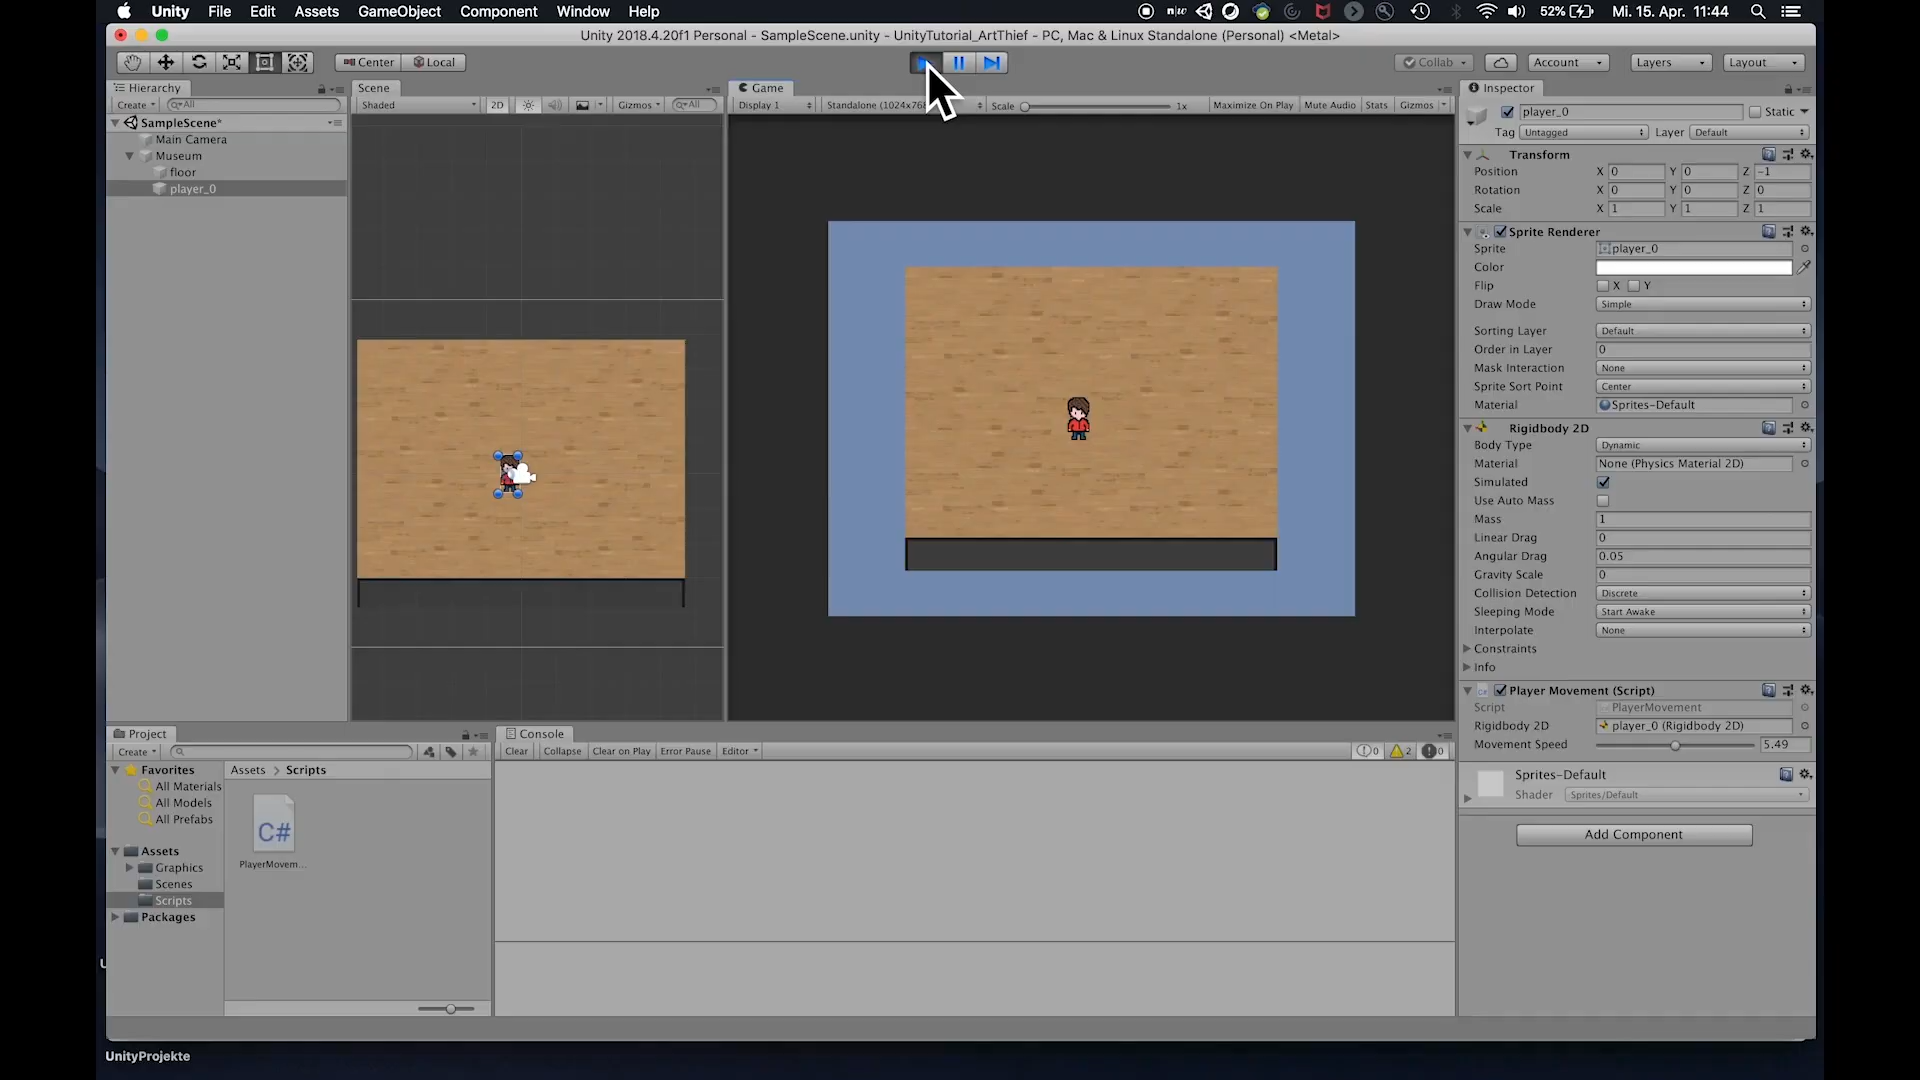 Unity File Edit Assets GameObject Component Window Help 52% Mi. 15. Apr. 11:44
Unity 2018.4.20f1 Personal - SampleScene.unity - UnityTutorial_ArtThief - PC, Mac & Linux Standalone (Personal) <Metal>
Center Local Collab Account Layers Layout
Hierarchy Scene Game Inspector
Create All Shaded 2D Gizmos All Display 1 Standalone (1024x76 Scale 1x Maximize On Play Mute Audio Stats Gizmos
player_0 Static
SampleScene*
Tag Untagged Layer Default
Main Camera
Museum
floor
player_0
Transform
Position X 0 Y 0 Z -1
Rotation X 0 Y 0 Z 0
Scale X 1 Y 1 Z 1
Sprite Renderer
Sprite player_0
Color
Flip X Y
Draw Mode Simple
Sorting Layer Default
Order in Layer 0
Mask Interaction None
Sprite Sort Point Center
Material Sprites-Default
Rigidbody 2D
Body Type Dynamic
Material None (Physics Material 2D)
Simulated
Use Auto Mass
Mass 1
Linear Drag 0
Angular Drag 0.05
Gravity Scale 0
Collision Detection Discrete
Sleeping Mode Start Awake
Interpolate None
Constraints
Info
Player Movement (Script)
Script PlayerMovement
Rigidbody 2D player_0 (Rigidbody 2D)
Movement Speed 5.49
Sprites-Default
Shader Sprites/Default
Add Component
Project Console
Create Clear Collapse Clear on Play Error Pause Editor 0 2 0
Favorites Assets > Scripts
All Materials
All Models
All Prefabs
Assets
Graphics
Scenes
Scripts
Packages
C#
PlayerMovem...
UnityProjekte